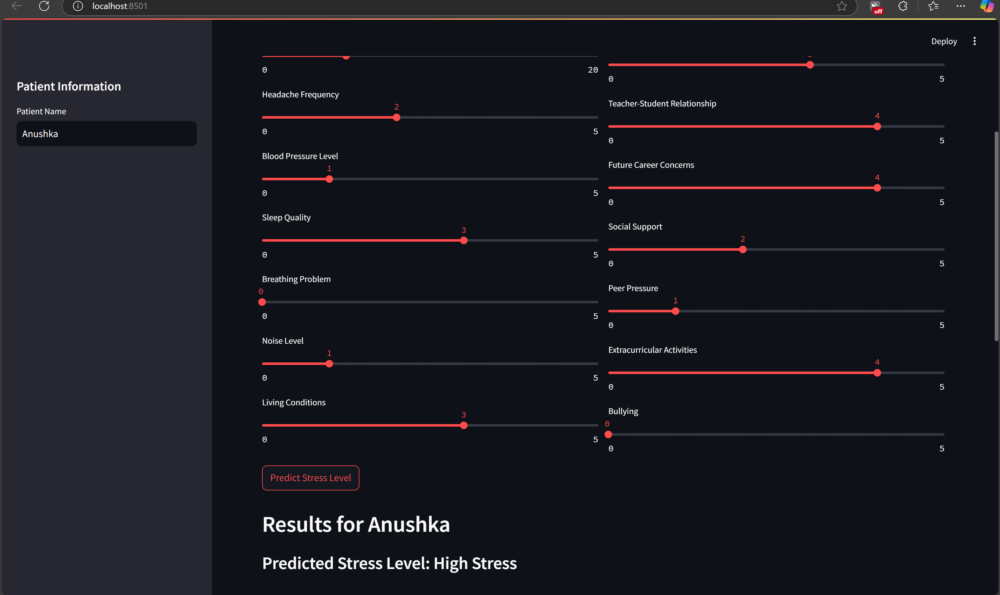 localhost:8501
off
Deploy
Patient Information
Patient Name
Anushka
0 20
Headache Frequency
2
0 5
Blood Pressure Level
1
0 5
Sleep Quality
3
0 5
Breathing Problem
0
0 5
Noise Level
1
0 5
Living Conditions
3
0 5
0 5
Teacher-Student Relationship
4
0 5
Future Career Concerns
4
0 5
Social Support
2
0 5
Peer Pressure
1
0 5
Extracurricular Activities
4
0 5
Bullying
0
0 5
Predict Stress Level
Results for Anushka
Predicted Stress Level: High Stress